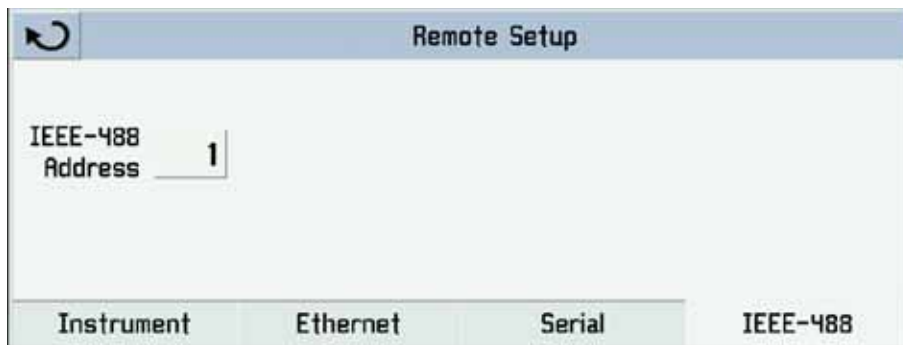 Remote Setup
IEEE-488
Address
1
Instrument
Ethernet
Serial
IEEE-488